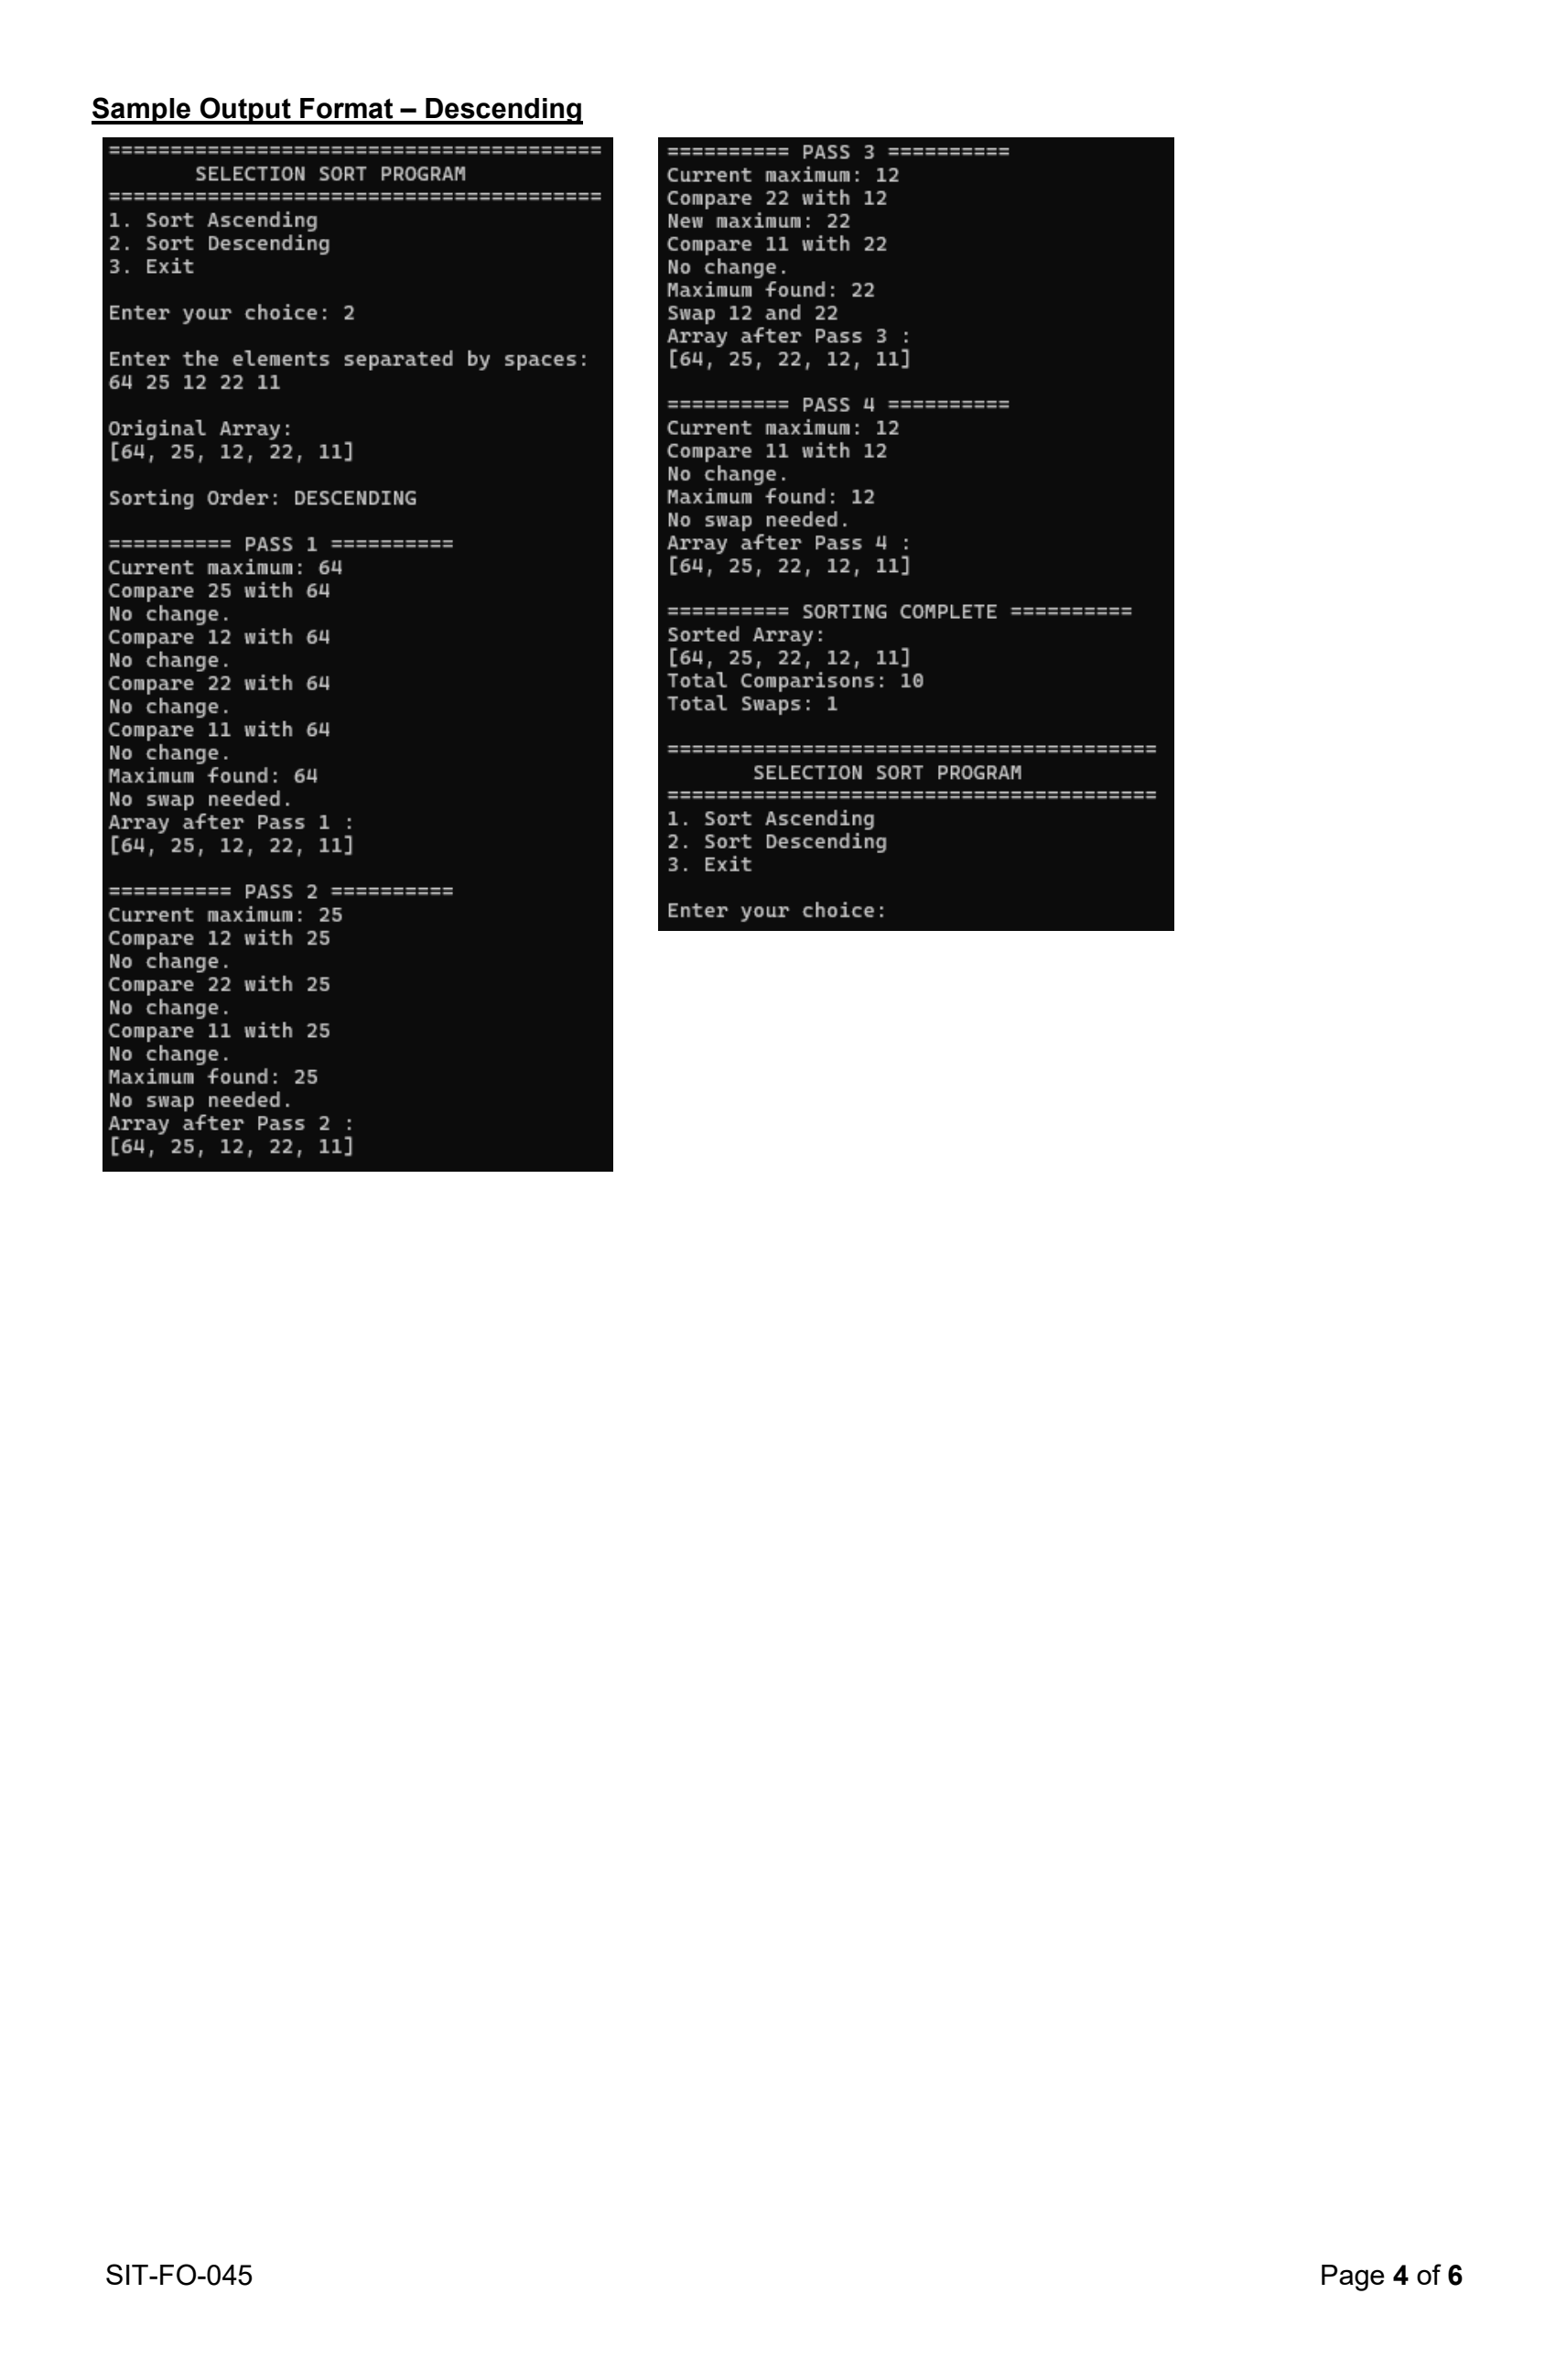 Sample Output Format – Descending
========================================
SELECTION SORT PROGRAM
========================================
1. Sort Ascending
2. Sort Descending
3. Exit
Enter your choice: 2
Enter the elements separated by spaces:
64 25 12 22 11
Original Array:
[64, 25, 12, 22, 11]
Sorting Order: DESCENDING
========== PASS 1 ==========
Current maximum: 64
Compare 25 with 64
No change.
Compare 12 with 64
No change.
Compare 22 with 64
No change.
Compare 11 with 64
No change.
Maximum found: 64
No swap needed.
Array after Pass 1 :
[64, 25, 12, 22, 11]
========== PASS 2 ==========
Current maximum: 25
Compare 12 with 25
No change.
Compare 22 with 25
No change.
Compare 11 with 25
No change.
Maximum found: 25
No swap needed.
Array after Pass 2 :
[64, 25, 12, 22, 11]
========== PASS 3 ==========
Current maximum: 12
Compare 22 with 12
New maximum: 22
Compare 11 with 22
No change.
Maximum found: 22
Swap 12 and 22
Array after Pass 3 :
[64, 25, 22, 12, 11]
========== PASS 4 ==========
Current maximum: 12
Compare 11 with 12
No change.
Maximum found: 12
No swap needed.
Array after Pass 4 :
[64, 25, 22, 12, 11]
========== SORTING COMPLETE ==========
Sorted Array:
[64, 25, 22, 12, 11]
Total Comparisons: 10
Total Swaps: 1
========================================
SELECTION SORT PROGRAM
========================================
1. Sort Ascending
2. Sort Descending
3. Exit
Enter your choice:
SIT-FO-045
Page 4 of 6